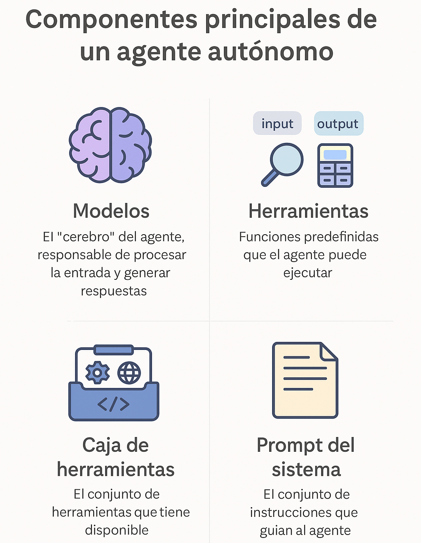 Componentes principales de
un agente autónomo
input
output
Modelos
El "cerebro" del agente,
responsable de procesar
la entrada y generar
respuestas
Herramientas
Funciones predefinidas
que el agente puede
ejecutar
</>
Caja de
herramientas
El conjunto de
herramientas que tiene
disponible
Prompt del
sistema
El conjunto de
instrucciones que
guian al agente